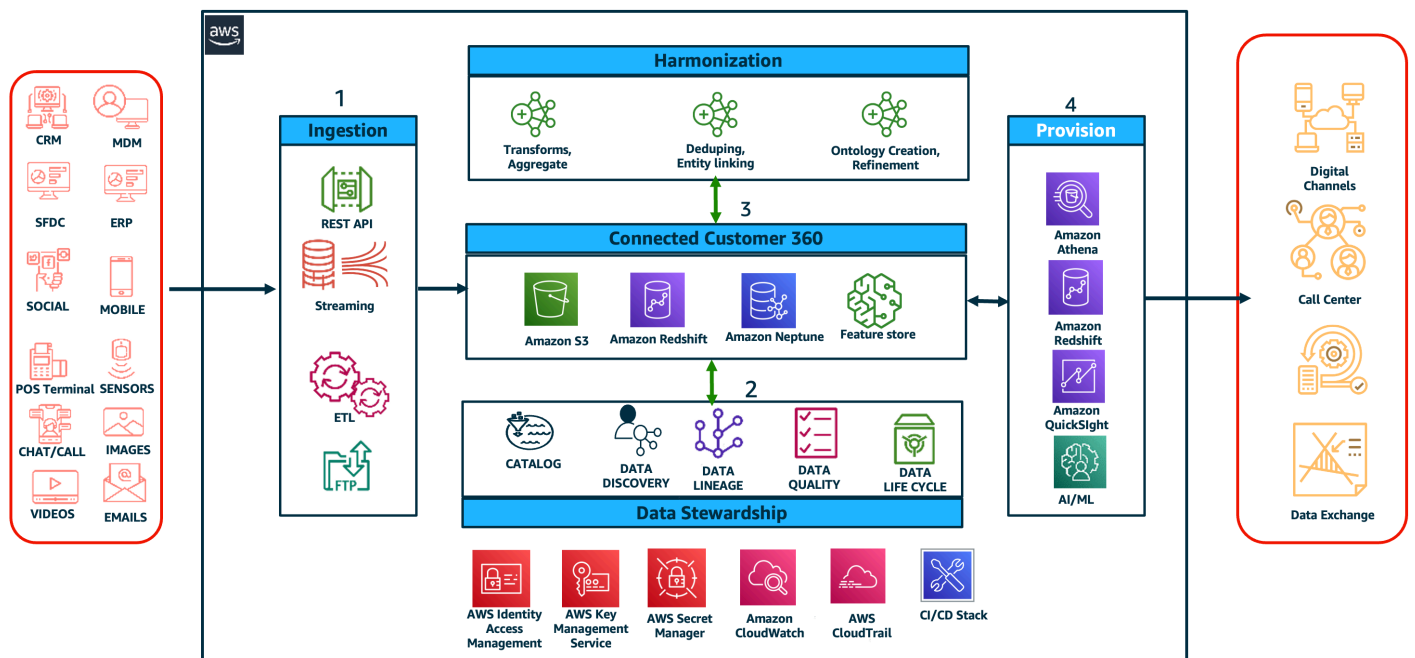 aws
CRM
MDM
SFDC
ERP
SOCIAL
MOBILE
POS Terminal
SENSORS
CHAT/CALL
IMAGES
VIDEOS
EMAILS
1
Ingestion
REST API
Streaming
ETL
FTP
Harmonization
Transforms,
Aggregate
Deduping,
Entity linking
Ontology Creation,
Refinement
3
Connected Customer 360
Amazon S3
Amazon Redshift
Amazon Neptune
Feature store
2
CATALOG
DATA
DISCOVERY
DATA
LINEAGE
DATA
QUALITY
DATA
LIFE CYCLE
Data Stewardship
AWS Identity
Access
Management
AWS Key
Management
Service
AWS Secret
Manager
Amazon
CloudWatch
AWS
CloudTrail
CI/CD Stack
4
Provision
Amazon
Athena
Amazon
Redshift
Amazon
QuickSIght
AI/ML
Digital
Channels
Call Center
Data Exchange